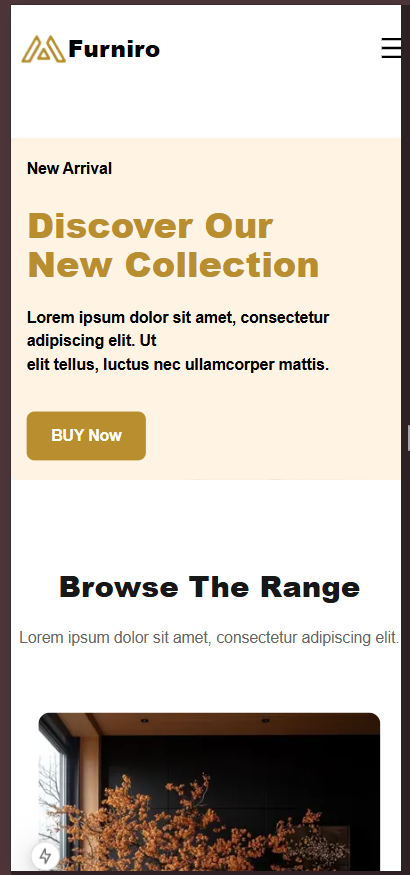 Furniro
New Arrival
Discover Our
New Collection
Lorem ipsum dolor sit amet, consectetur
adipiscing elit. Ut
elit tellus, luctus nec ullamcorper mattis.
BUY Now
Browse The Range
Lorem ipsum dolor sit amet, consectetur adipiscing elit.